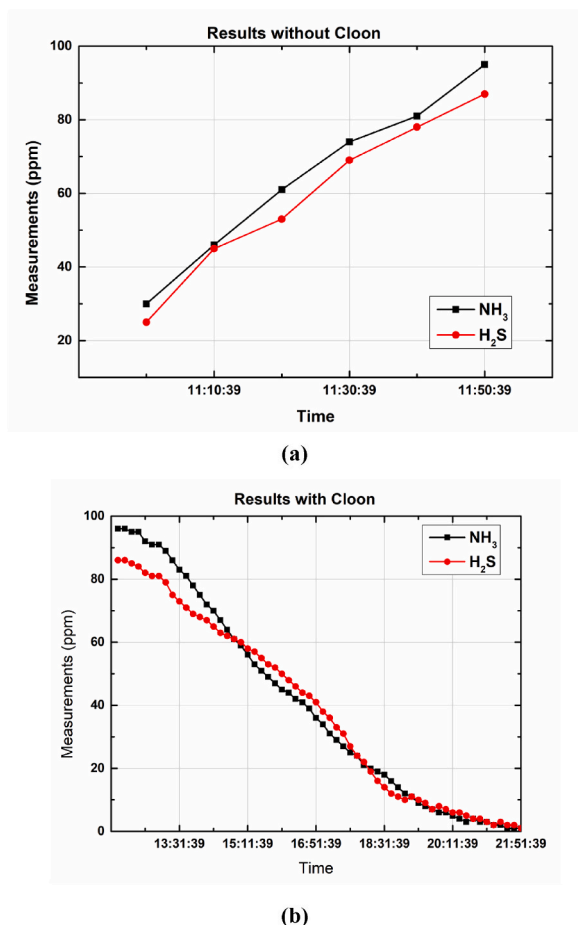 Results without Cloon
100
80
60
40
20
Measurements (ppm)
NH₃
H₂S
11:10:39 11:30:39 11:50:39
Time
(a)
Results with Cloon
100
80
60
40
20
0
Measurements (ppm)
NH₃
H₂S
13:31:39 15:11:39 16:51:39 18:31:39 20:11:39 21:51:39
Time
(b)